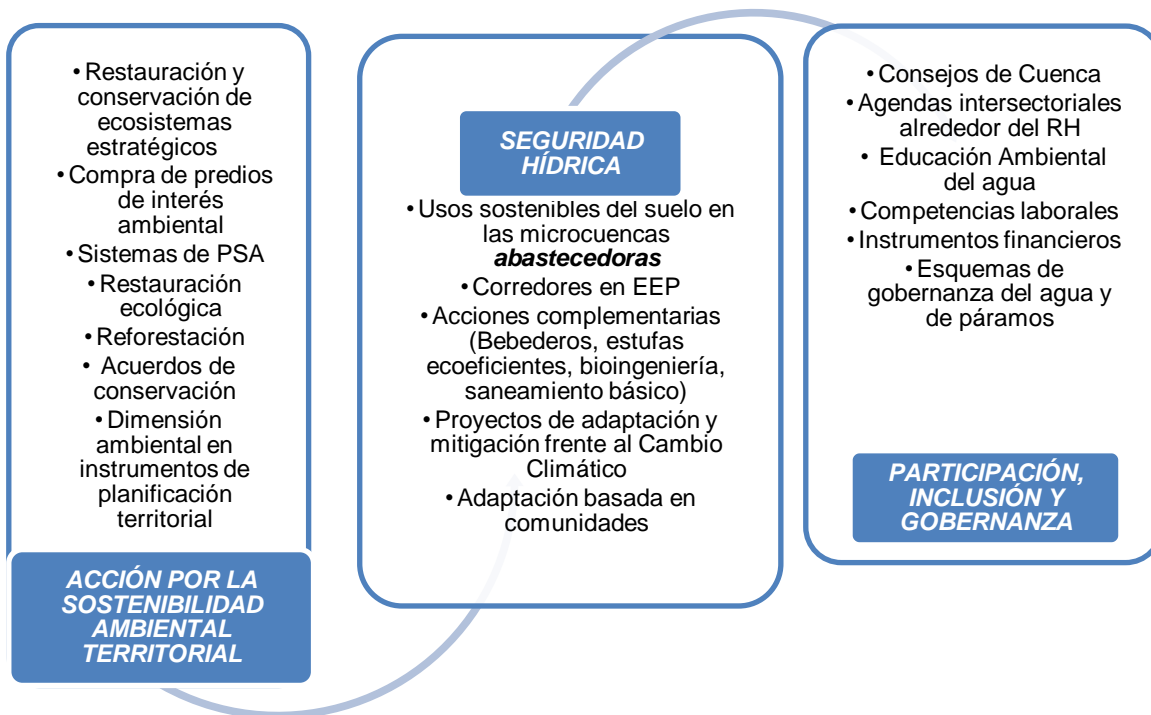 • Restauración y
conservación de
ecosistemas
estratégicos
• Compra de predios
de interés
ambiental
• Sistemas de PSA
• Restauración
ecológica
• Reforestación
• Acuerdos de
conservación
• Dimensión
ambiental en
instrumentos de
planificación
territorial
ACCIÓN POR LA
SOSTENIBILIDAD
AMBIENTAL
TERRITORIAL
SEGURIDAD
HÍDRICA
• Usos sostenibles del suelo en
las microcuencas
abastecedoras
• Corredores en EEP
• Acciones complementarias
(Bebederos, estufas
ecoeficientes, bioingeniería,
saneamiento básico)
• Proyectos de adaptación y
mitigación frente al Cambio
Climático
• Adaptación basada en
comunidades
• Consejos de Cuenca
• Agendas intersectoriales
alrededor del RH
• Educación Ambiental
del agua
• Competencias laborales
• Instrumentos financieros
• Esquemas de
gobernanza del agua y
de páramos
PARTICIPACIÓN,
INCLUSIÓN Y
GOBERNANZA